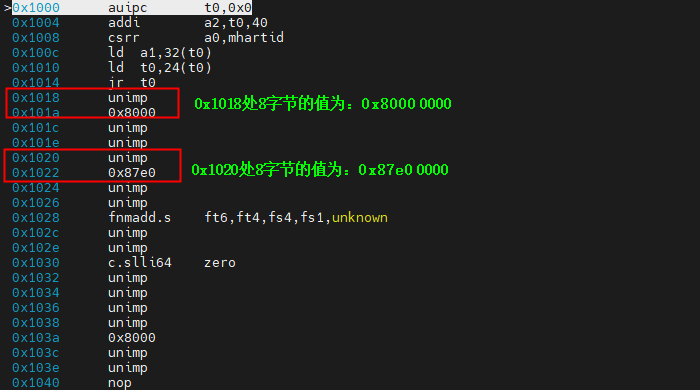 >0x1000 auipc t0,0x0
0x1004 addi a2,t0,40
0x1008 csrr a0,mhartid
0x100c ld a1,32(t0)
0x1010 ld t0,24(t0)
0x1014 jr t0
0x1018 unimp
0x101a 0x8000
0x1018处8字节的值为：0x8000 0000
0x101c unimp
0x101e unimp
0x1020 unimp
0x1022 0x87e0
0x1020处8字节的值为：0x87e0 0000
0x1024 unimp
0x1026 unimp
0x1028 fnmadd.s ft6,ft4,fs4,fs1,unknown
0x102c unimp
0x102e unimp
0x1030 c.slli64 zero
0x1032 unimp
0x1034 unimp
0x1036 unimp
0x1038 unimp
0x103a 0x8000
0x103c unimp
0x103e unimp
0x1040 nop